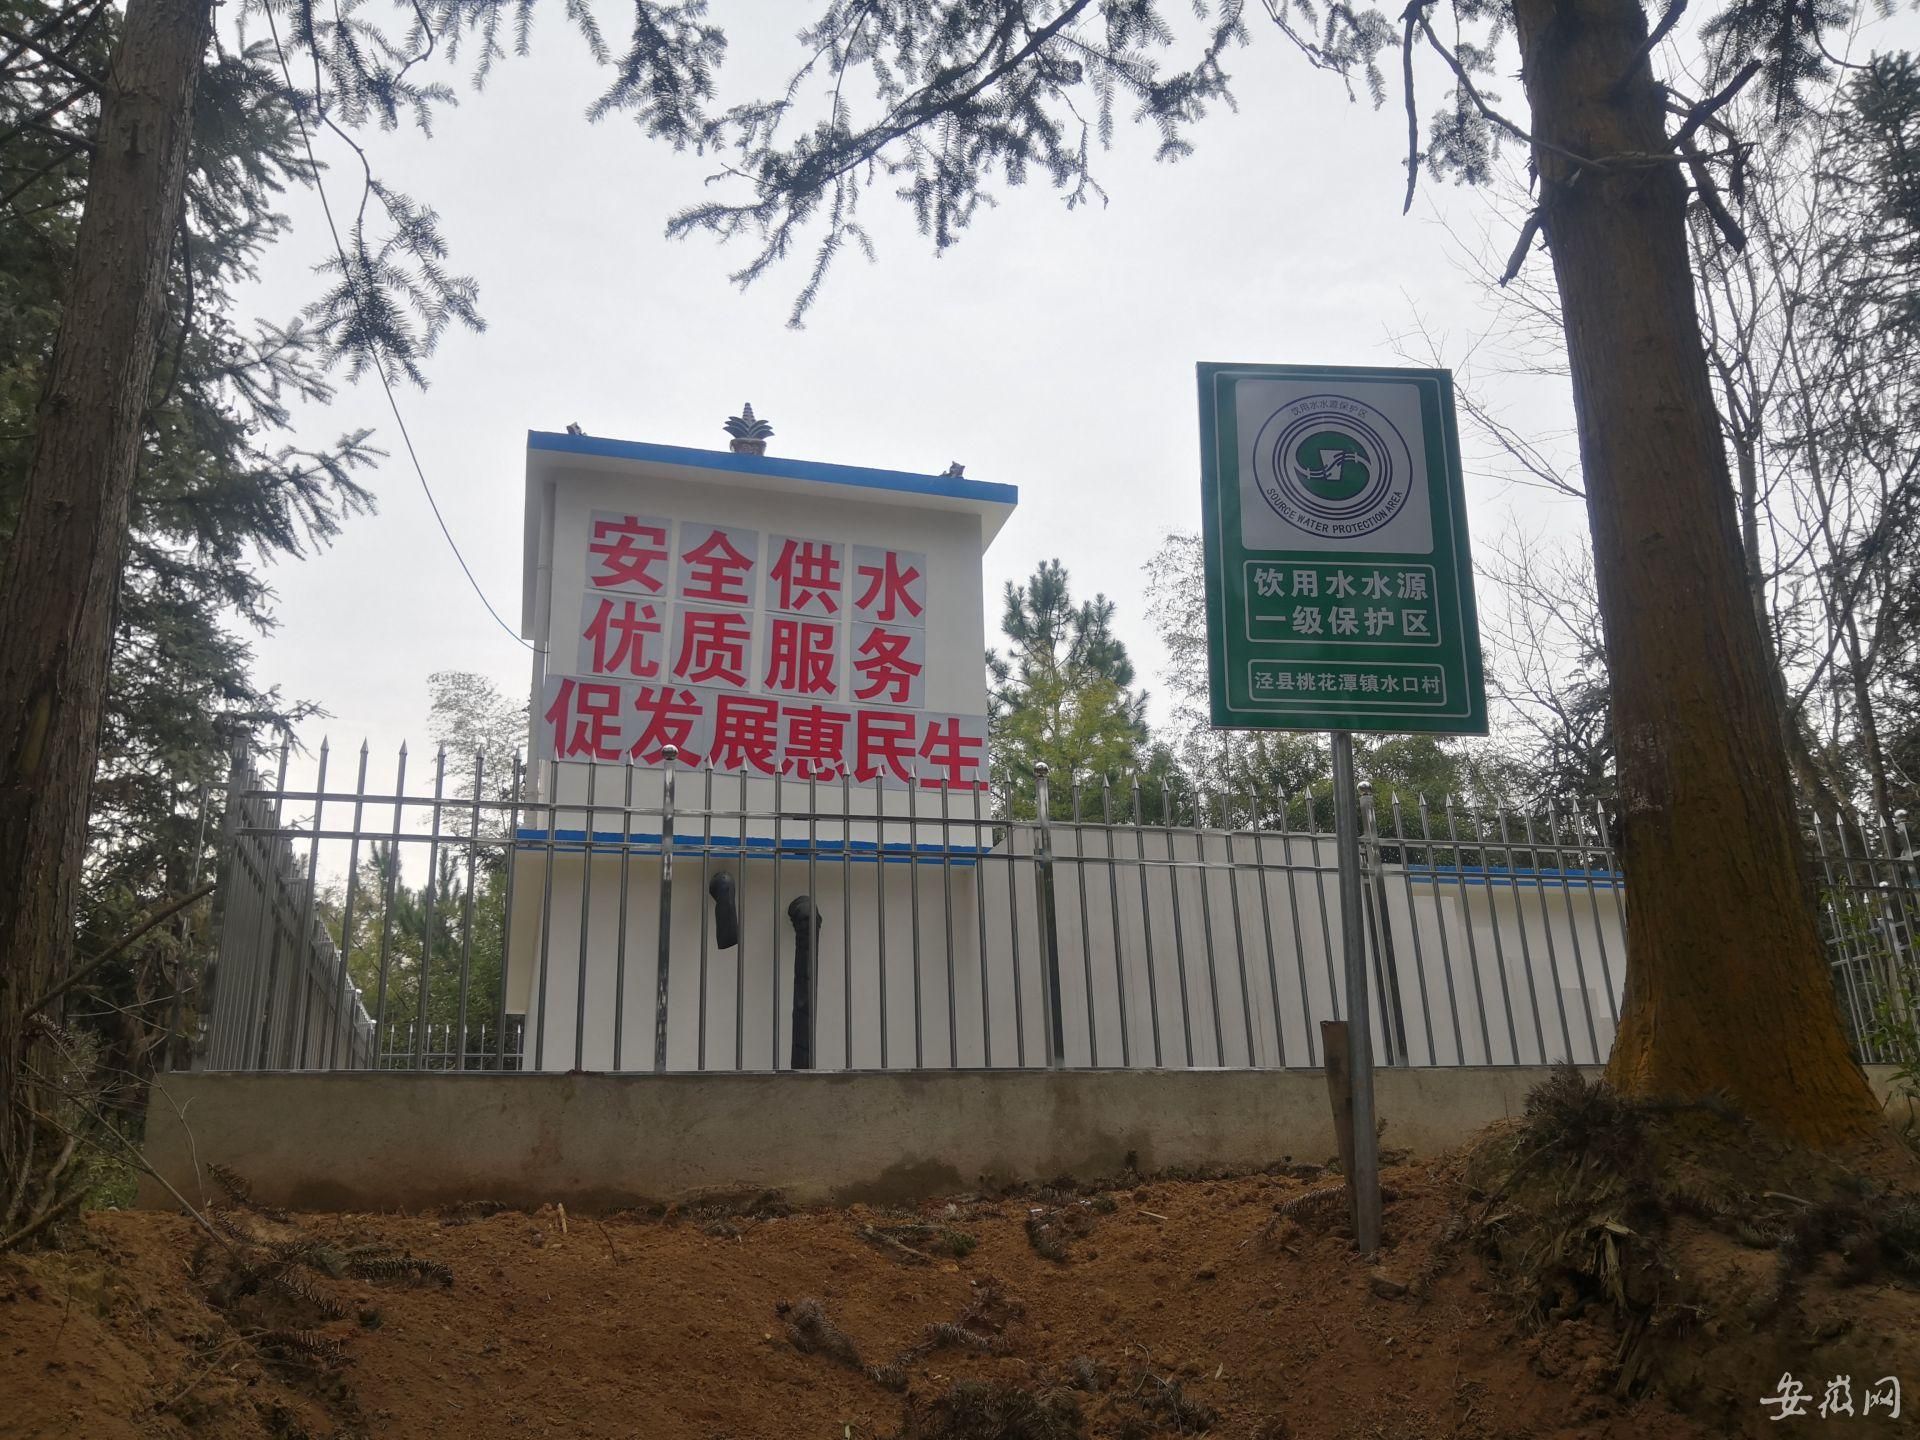 安全供水
优质服务
促发展惠民生
饮用水水源保护区
SOURCE WATER PROTECTION AREA
饮用水水源
一级保护区
泾县桃花潭镇水口村
安徽网